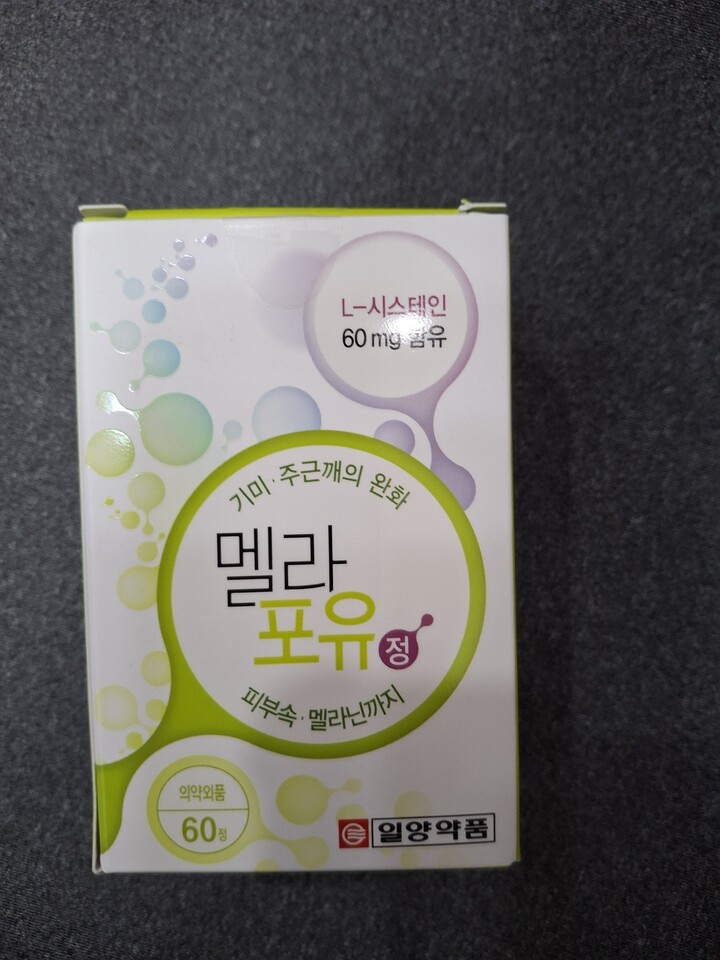 L-시스테인
60 mg 함유
기미·주근깨의 완화
멜라
포유정
피부속·멜라닌까지
의약외품
60정
일양약품